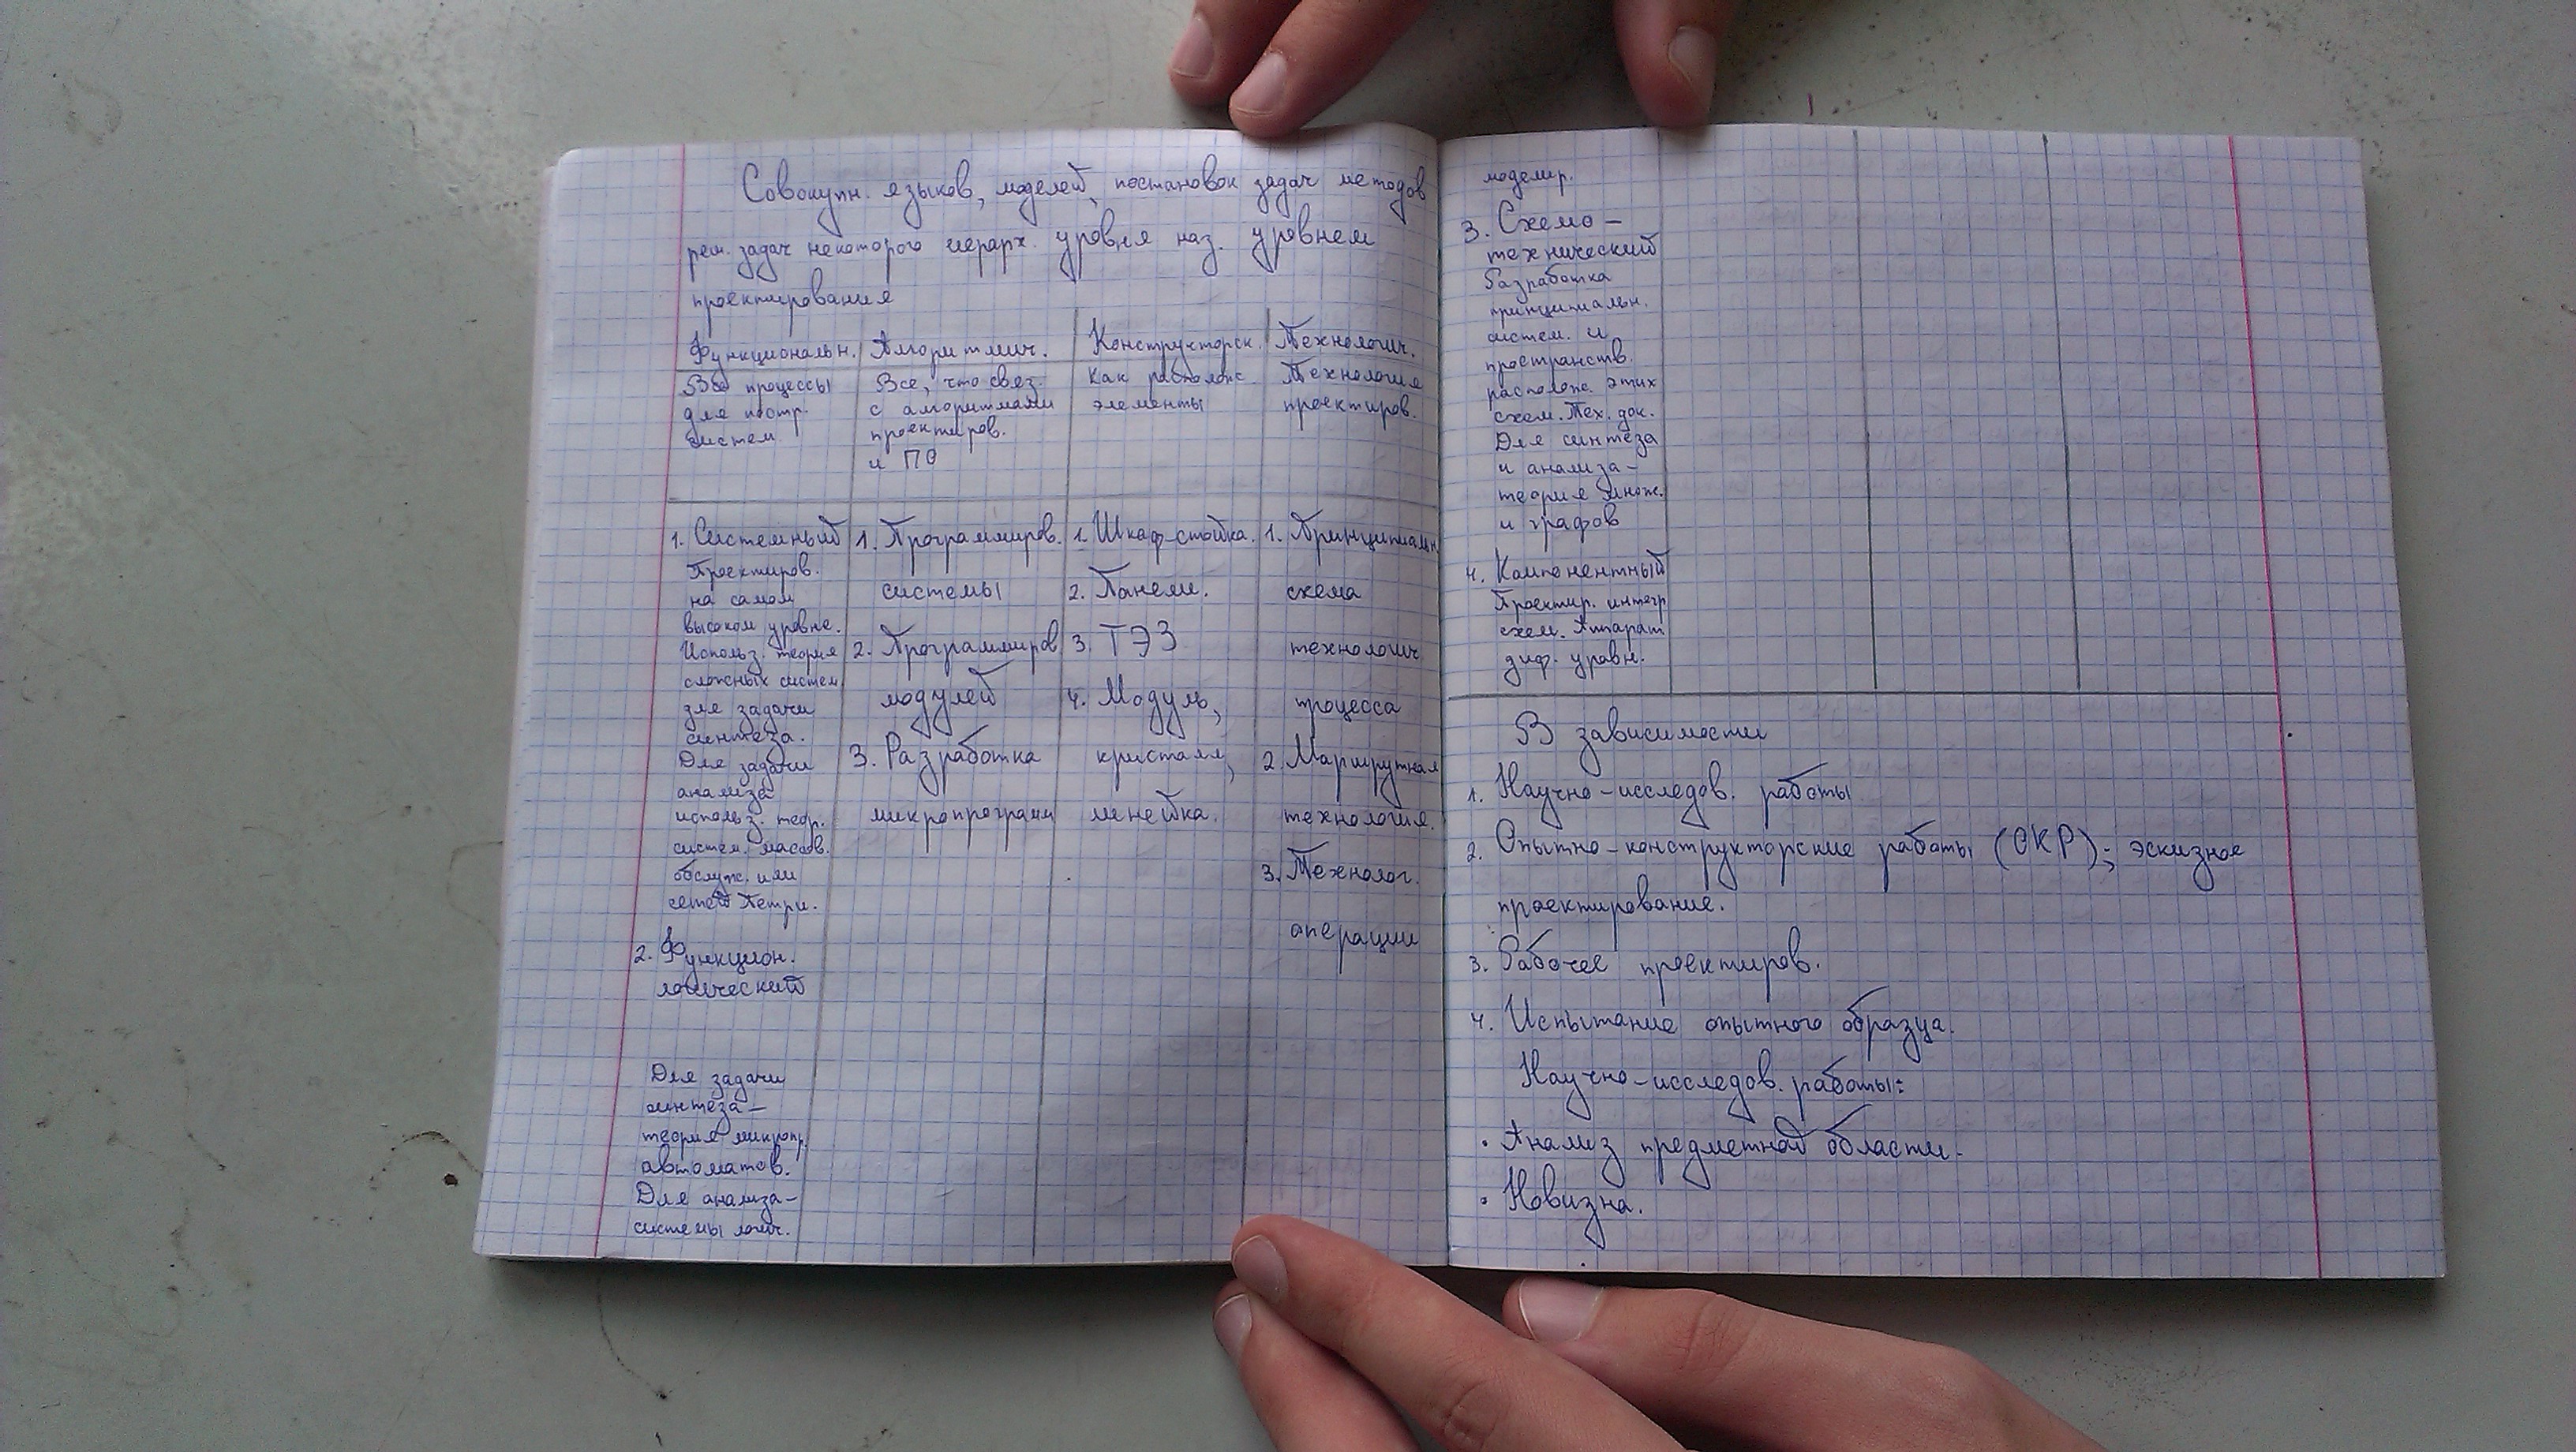 Совокупн. языков, моделей, постановок задач методов
реш. задач некоторого иерарх. уровня наз. уровнем
проектирования
Функциональн.
Все процессы
для постр.
систем
Алгоритмич.
Все, что связ.
с алгоритмами
проектиров.
и ПО
Конструкторск.
Как располож.
элементы
Технологич.
Технология
проектиров.
1. Системный
Проектиров.
на самом
высоком уровне.
Использ. теория
сложных систем
для задачи
синтеза.
Для задачи
анализа
использ. теор.
систем. массов.
обслуж. или
сетей Петри.
2. Функцион.
логический
Для задачи
синтеза –
теория микропр.
автоматов.
Для анализа –
системы логич.
1. Программиров.
системы
2. Программиров
модулей
3. Разработка
микропрограмм
1. Шкаф-стойка.
2. Панели.
3. ТЭЗ
4. Модуль,
кристалл,
линейка.
1. Принципиальн.
схема
технологич
процесса
2. Маршрутная
технология.
3. Технолог.
операции
моделир.
3. Схемо –
технический
Разработка
принципиальн.
систем. и
пространств.
располож. этих
схем. Тех. док.
Для синтеза
и анализа –
теория множ.
и графов
4. Компонентный
Проектир. интегр
схем. Аппарат
диф. уравн.
В зависимости
1. Научно-исследов. работы
2. Опытно-конструкторские работы (ОКР); эскизное
проектирование.
3. Рабочее проектиров.
4. Испытание опытного образца.
Научно-исследов. работы:
· Анализ предметной области.
· Новизна.